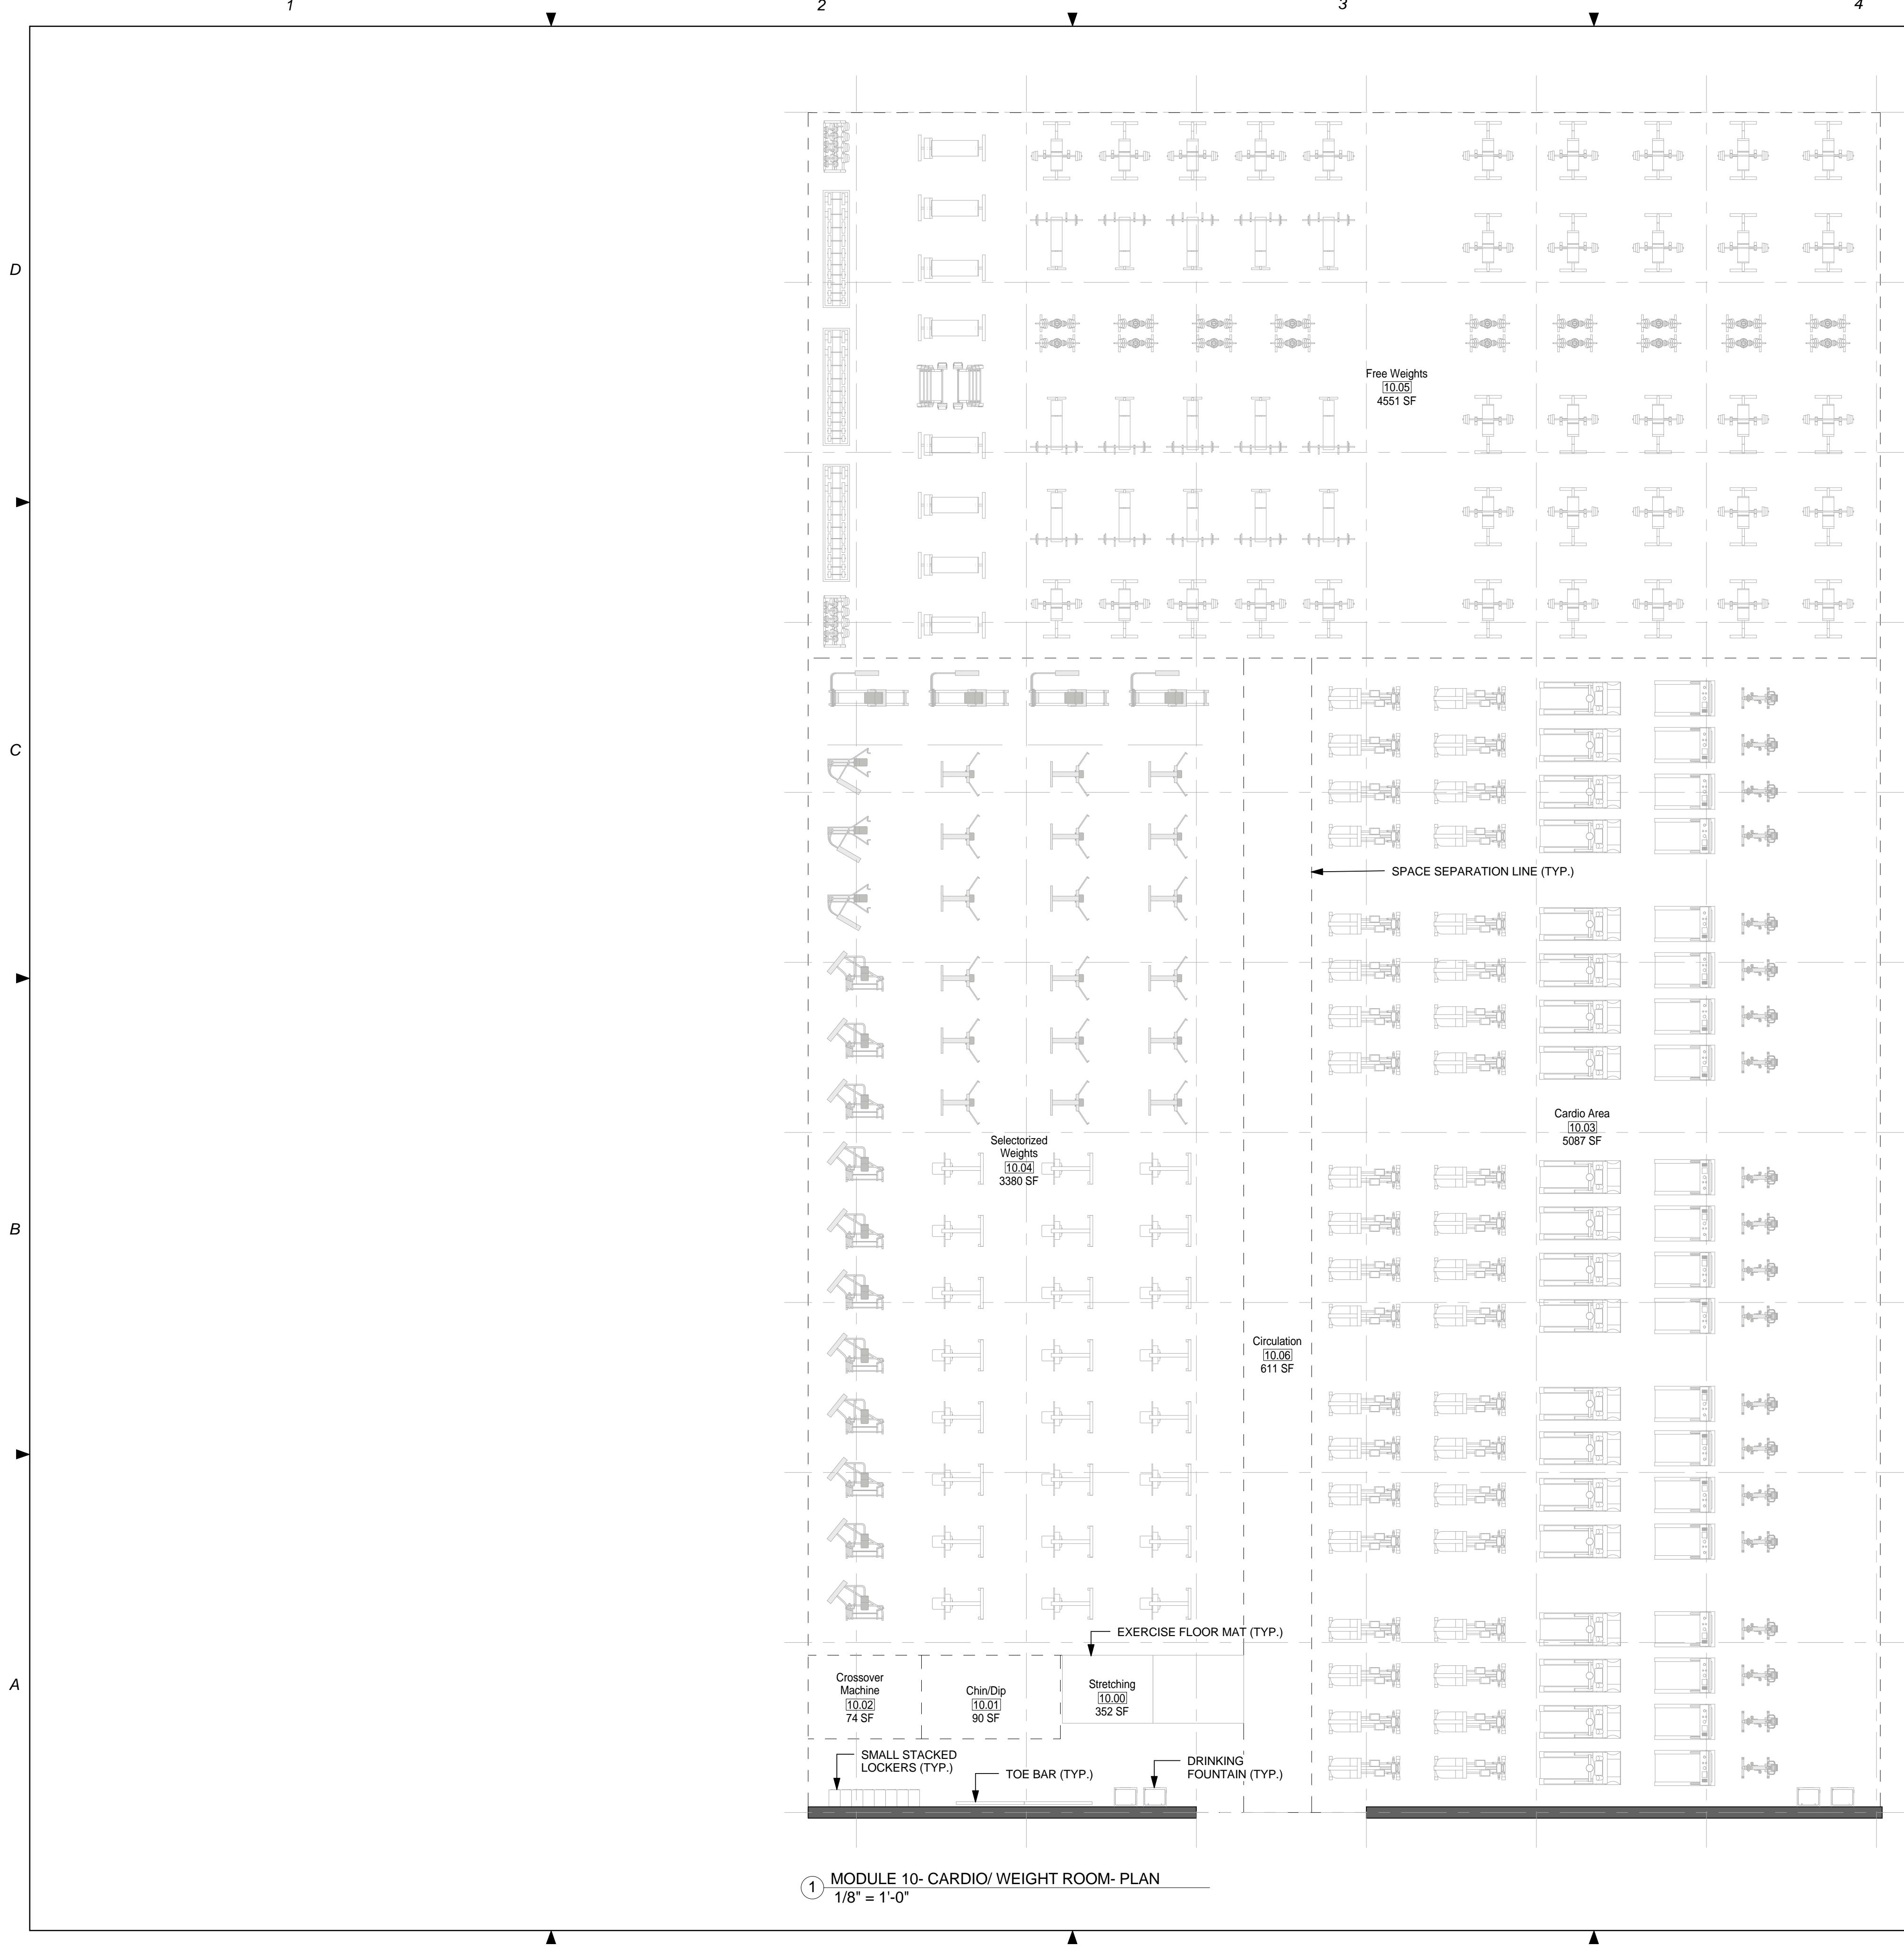 1 2 3 4
D
Free Weights
10.05
4551 SF
C
SPACE SEPARATION LINE (TYP.)
Cardio Area
10.03
5087 SF
Selectorized
Weights
10.04
3380 SF
B
Circulation
10.06
611 SF
EXERCISE FLOOR MAT (TYP.)
A
Crossover
Machine
10.02
74 SF
Chin/Dip
10.01
90 SF
Stretching
10.00
352 SF
SMALL STACKED
LOCKERS (TYP.)
TOE BAR (TYP.)
DRINKING
FOUNTAIN (TYP.)
1 MODULE 10- CARDIO/ WEIGHT ROOM- PLAN
1/8" = 1'-0"